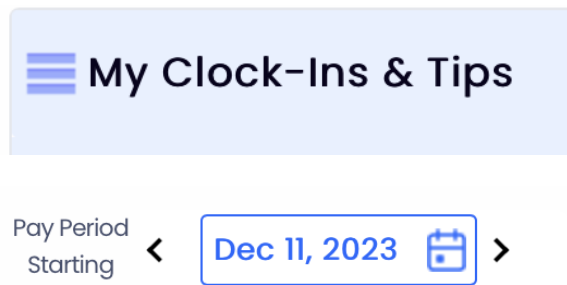 My Clock-Ins & Tips
Pay Period
Starting
Dec 11, 2023